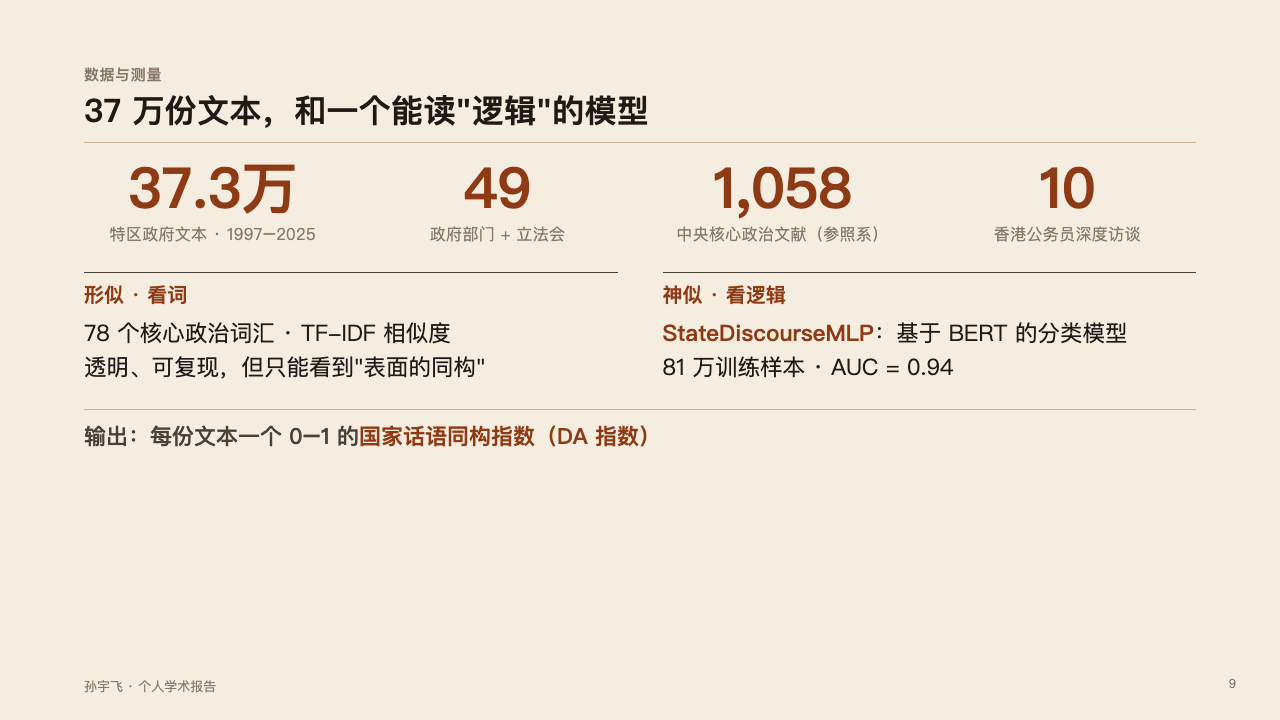 数据与测量
37 万份文本，和一个能读"逻辑"的模型
37.3万
特区政府文本 · 1997—2025
49
政府部门 + 立法会
1,058
中央核心政治文献（参照系）
10
香港公务员深度访谈
形似 · 看词
78 个核心政治词汇 · TF–IDF 相似度
透明、可复现，但只能看到"表面的同构"
神似 · 看逻辑
StateDiscourseMLP：基于 BERT 的分类模型
81 万训练样本 · AUC = 0.94
输出：每份文本一个 0—1 的国家话语同构指数（DA 指数）
孙宇飞 · 个人学术报告
9